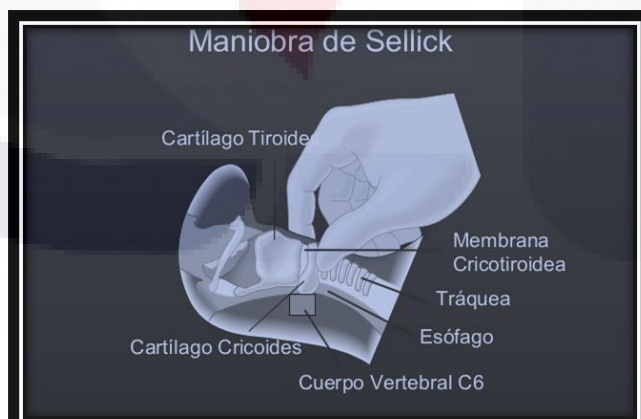 Maniobra de Sellick
Cartílago Tiroides
Membrana
Cricotiroidea
Tráquea
Esófago
Cartílago Cricoides
Cuerpo Vertebral C6